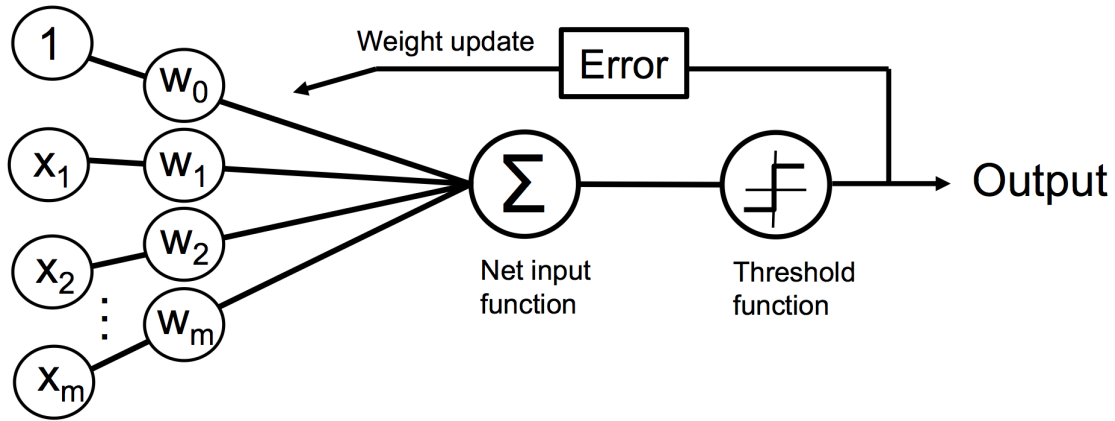 1
w₀
Weight update
Error
x₁
w₁
Σ
Output
x₂
w₂
⋮
xₘ
wₘ
Net input
function
Threshold
function